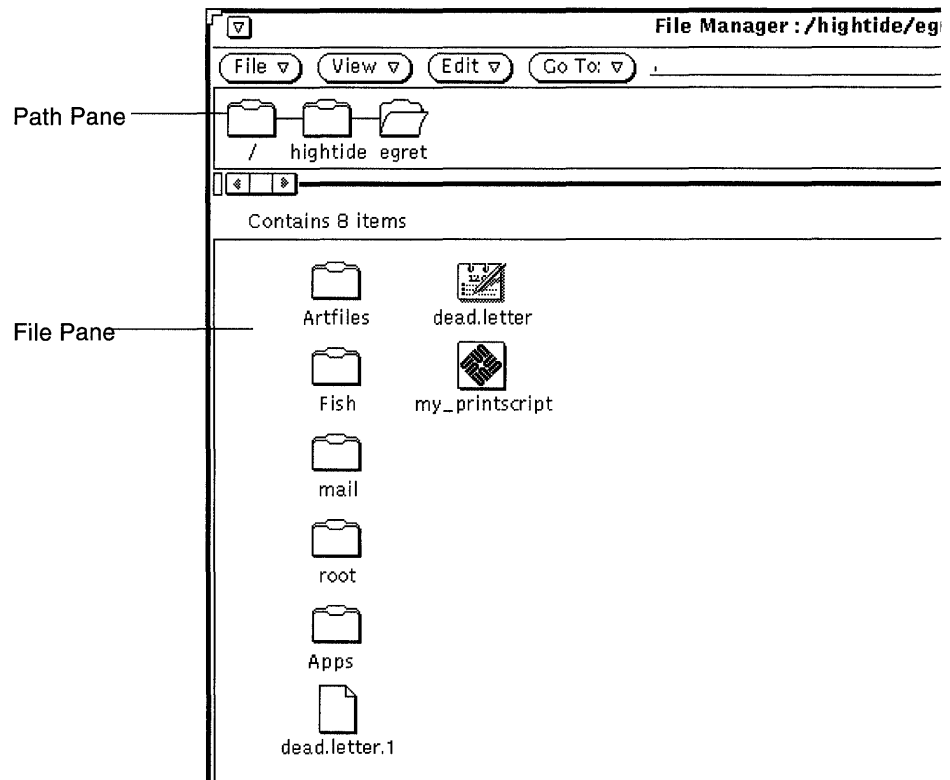 File Manager : /hightide/eg
File View Edit Go To:
Path Pane
/ hightide egret
Contains 8 items
Artfiles dead.letter
File Pane
Fish my_printscript
mail
root
Apps
dead.letter.1